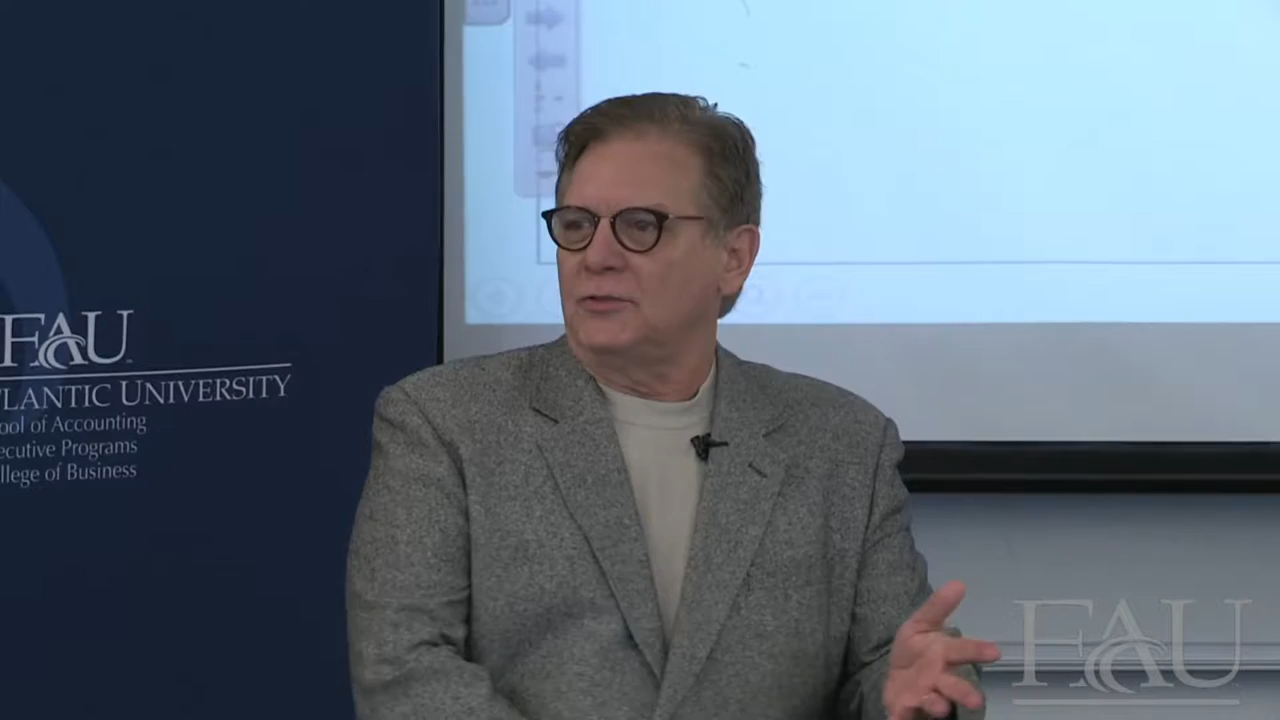 FAU
LANTIC UNIVERSITY
ool of Accounting
ecutive Programs
llege of Business
FAU